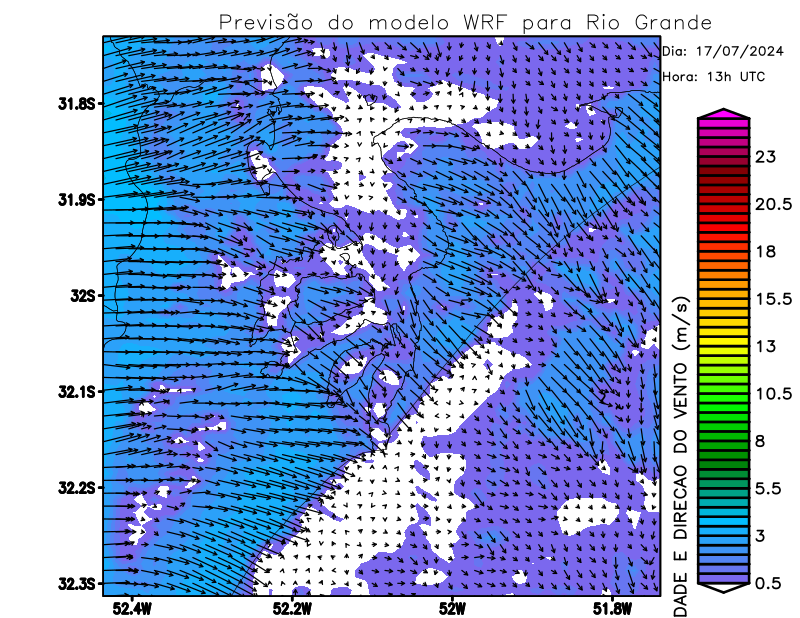 Previsão do modelo WRF para Rio Grande
Dia: 17/07/2024
Hora: 13h UTC
31.8S
31.9S
32S
32.1S
32.2S
32.3S
52.4W
52.2W
52W
51.8W
DADE E DIRECAO DO VENTO (m/s)
23
20.5
18
15.5
13
10.5
8
5.5
3
0.5